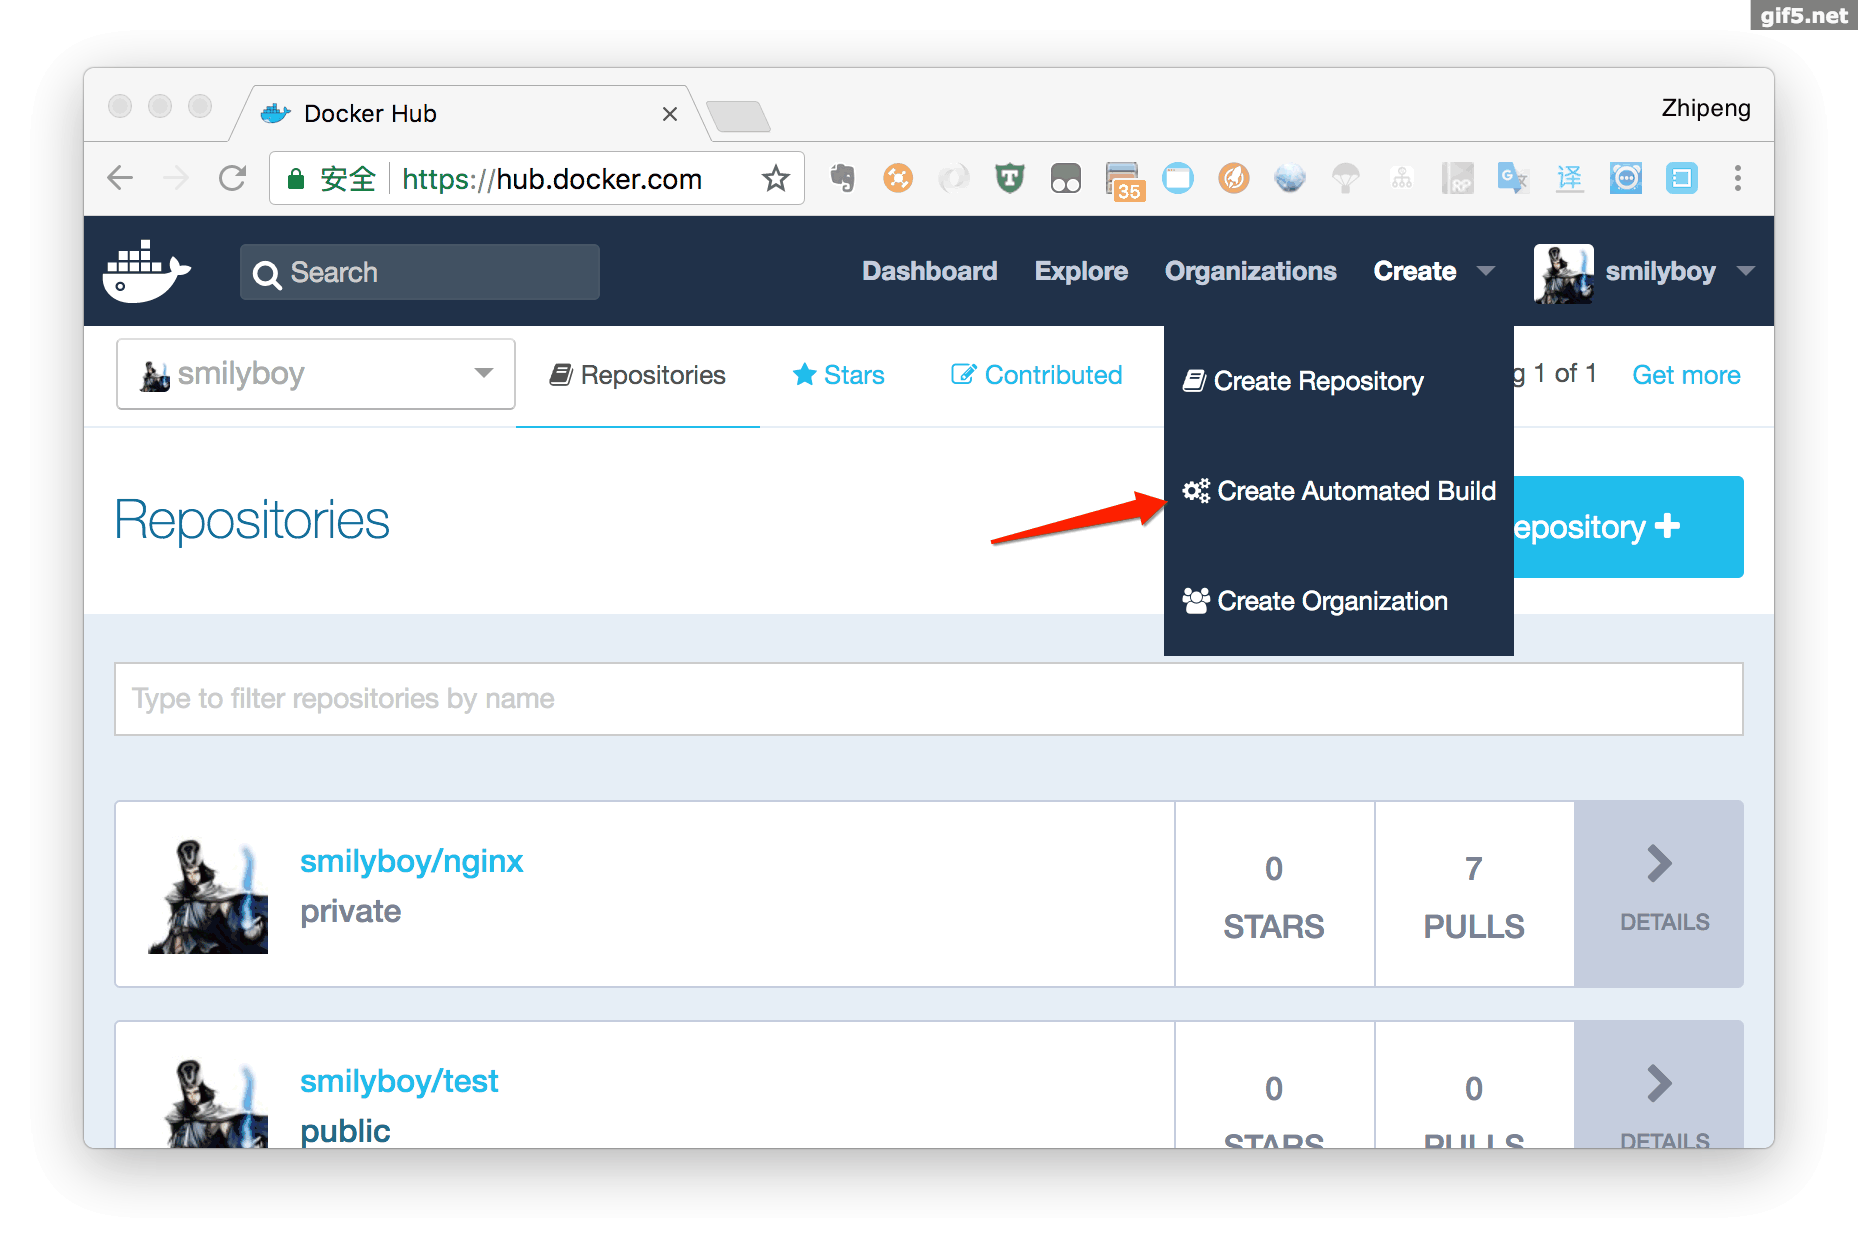 gif5.net
Docker Hub
Zhipeng
安全 https://hub.docker.com
35
RP
译
Search
Dashboard Explore Organizations Create smilyboy
smilyboy Repositories Stars Contributed g 1 of 1 Get more
Create Repository
Create Automated Build
Create Organization
Repositories
epository
Type to filter repositories by name
smilyboy/nginx
private
0
STARS
7
PULLS
DETAILS
smilyboy/test
public
0
STARS
0
PULLS
DETAILS